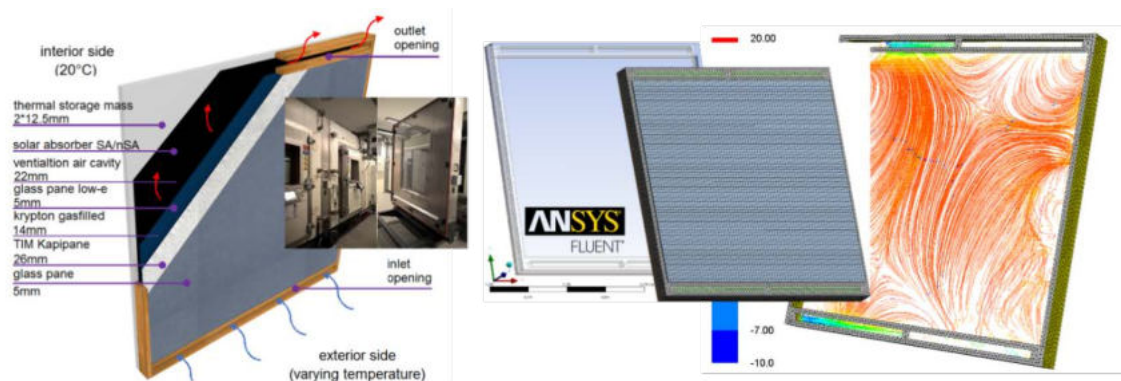 outlet
opening
interior side
(20°C)
thermal storage mass
2*12.5mm
solar absorber SA/nSA
ventialtion air cavity
22mm
glass pane low-e
5mm
krypton gasfilled
14mm
TIM Kapipane
26mm
glass pane
5mm
inlet
opening
exterior side
(varying temperature)
ANSYS
FLUENT
20.00
-7.00
-10.0